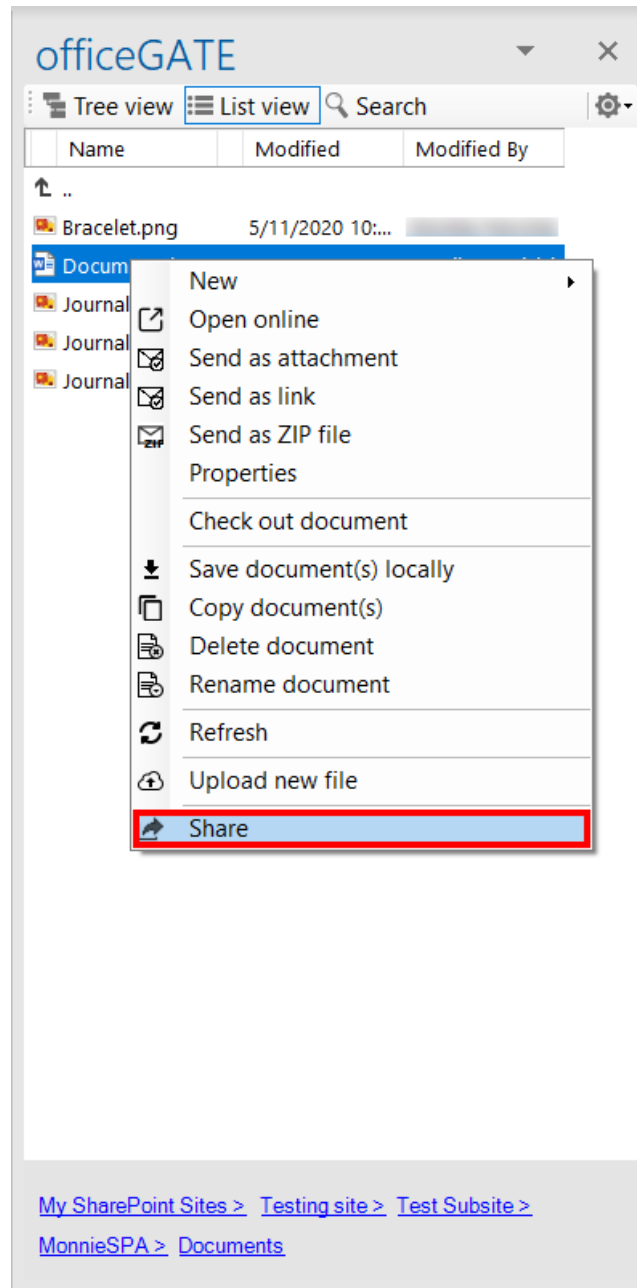 officeGATE
Tree view List view Search
Name Modified Modified By
..
Bracelet.png 5/11/2020 10:...
Docum
New
Journal
Open online
Journal
Send as attachment
Journal
Send as link
Send as ZIP file
ZIP
Properties
Check out document
Save document(s) locally
Copy document(s)
Delete document
Rename document
Refresh
Upload new file
Share
My SharePoint Sites > Testing site > Test Subsite >
MonnieSPA > Documents